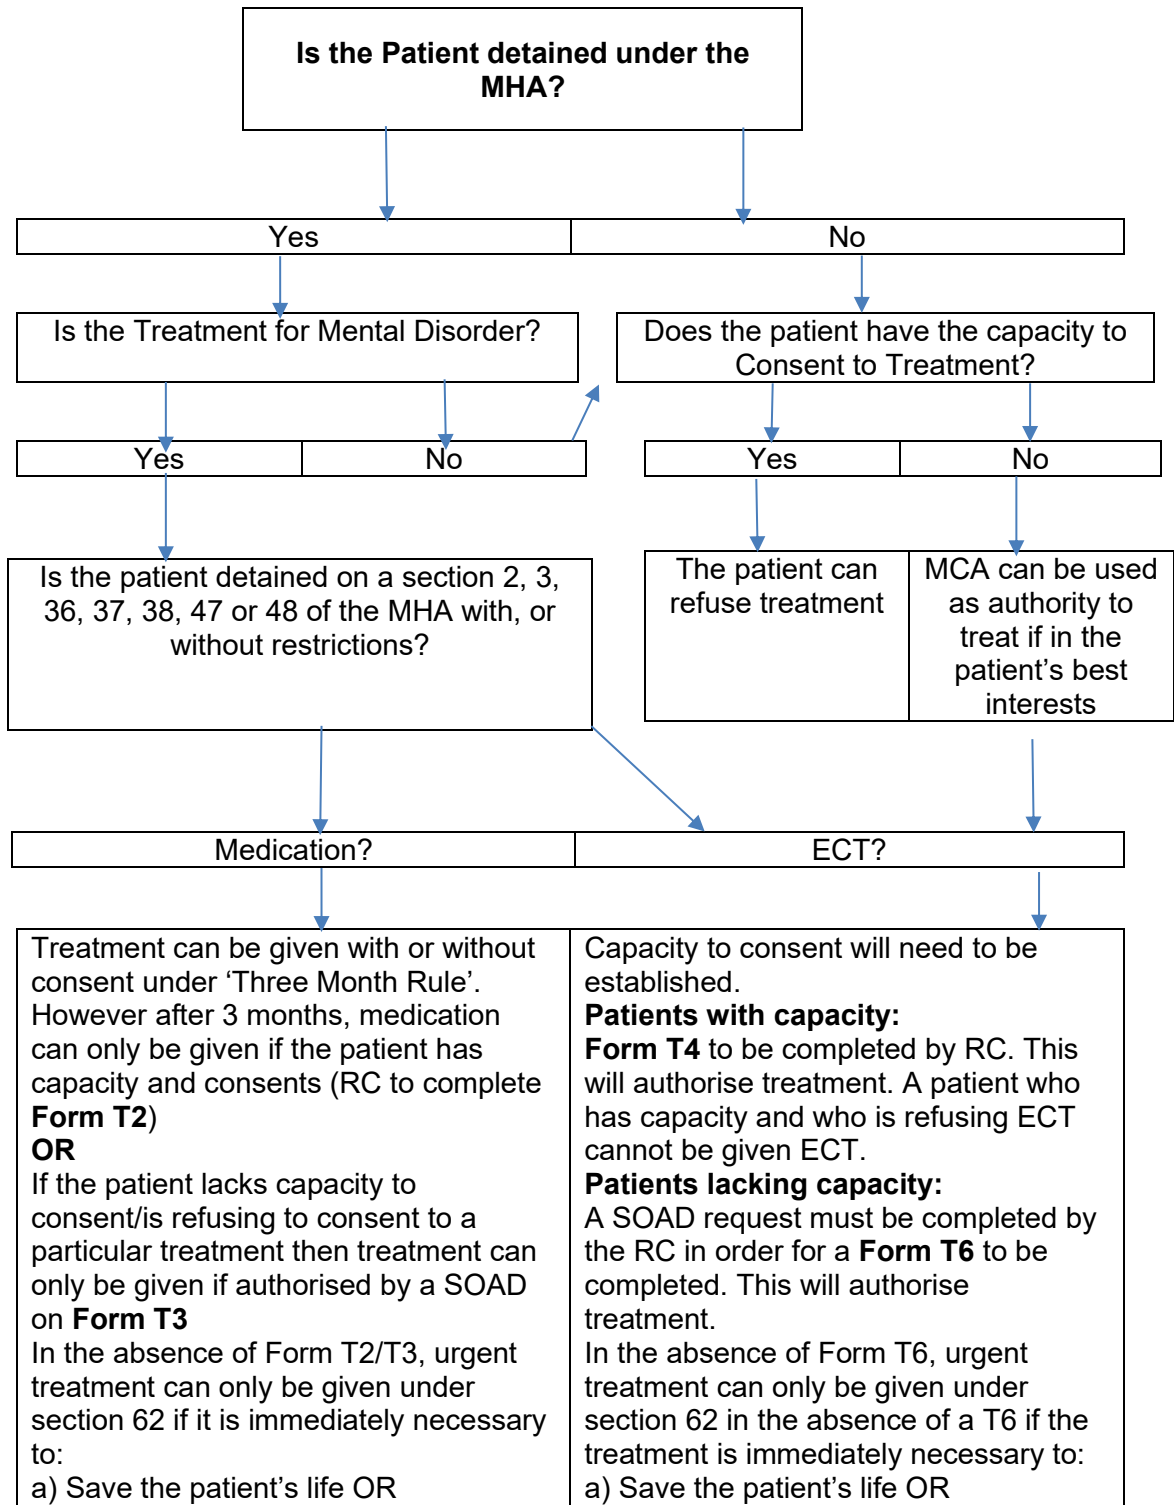 Is the Patient detained under the
MHA?
Yes
No
Is the Treatment for Mental Disorder?
Does the patient have the capacity to
Consent to Treatment?
Yes
No
Yes
No
Is the patient detained on a section 2, 3,
36, 37, 38, 47 or 48 of the MHA with, or
without restrictions?
The patient can
refuse treatment
MCA can be used
as authority to
treat if in the
patient’s best
interests
Medication?
ECT?
Treatment can be given with or without
consent under ‘Three Month Rule’.
However after 3 months, medication
can only be given if the patient has
capacity and consents (RC to complete
Form T2)
OR
If the patient lacks capacity to
consent/is refusing to consent to a
particular treatment then treatment can
only be given if authorised by a SOAD
on Form T3
In the absence of Form T2/T3, urgent
treatment can only be given under
section 62 if it is immediately necessary
to:
a) Save the patient’s life OR
Capacity to consent will need to be
established.
Patients with capacity:
Form T4 to be completed by RC. This
will authorise treatment. A patient who
has capacity and who is refusing ECT
cannot be given ECT.
Patients lacking capacity:
A SOAD request must be completed by
the RC in order for a Form T6 to be
completed. This will authorise
treatment.
In the absence of Form T6, urgent
treatment can only be given under
section 62 in the absence of a T6 if the
treatment is immediately necessary to:
a) Save the patient’s life OR